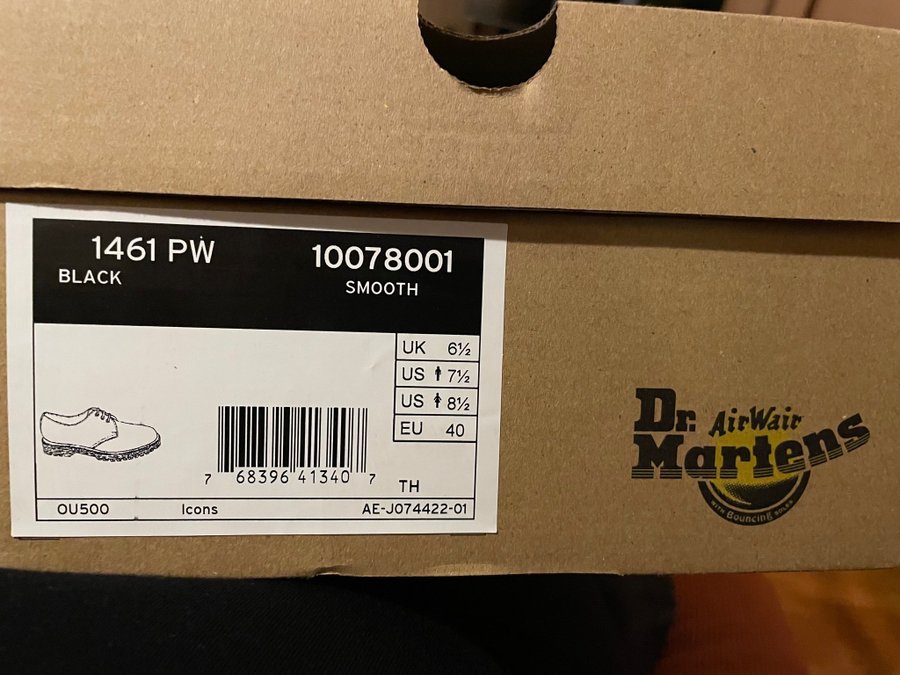 1461 PW
BLACK
10078001
SMOOTH
UK 6½
US 7½
US 8½
EU 40
7 68396 41340 7
TH
OU500 Icons AE-J074422-01
Dr. AirWair
Martens
WITH Bouncing SOLES